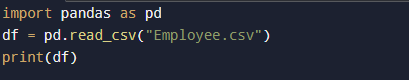 import pandas as pd
df = pd.read_csv("Employee.csv")
print(df)